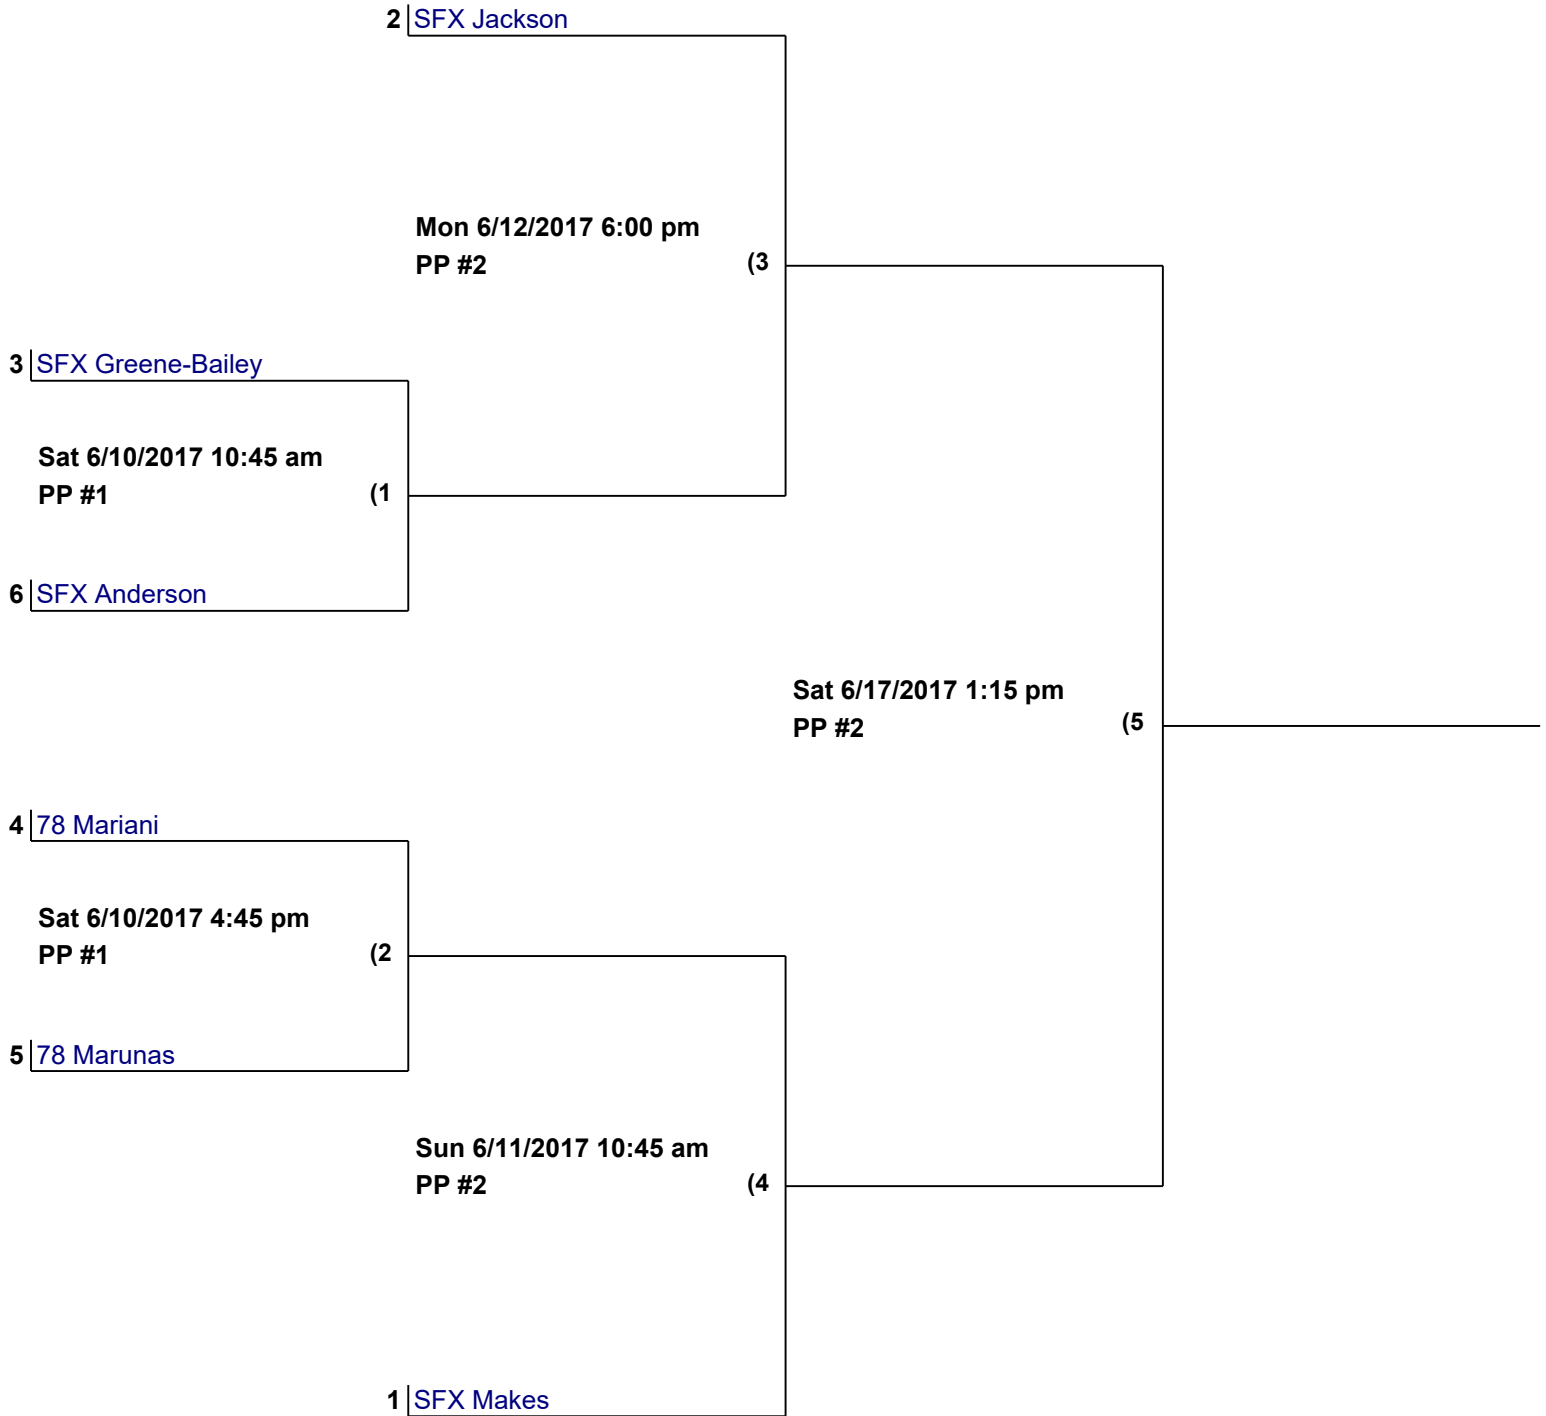 2 SFX Jackson
Mon 6/12/2017 6:00 pm
PP #2 (3
3 SFX Greene-Bailey
Sat 6/10/2017 10:45 am
PP #1 (1
6 SFX Anderson
Sat 6/17/2017 1:15 pm
PP #2 (5
4 78 Mariani
Sat 6/10/2017 4:45 pm
PP #1 (2
5 78 Marunas
Sun 6/11/2017 10:45 am
PP #2 (4
1 SFX Makes